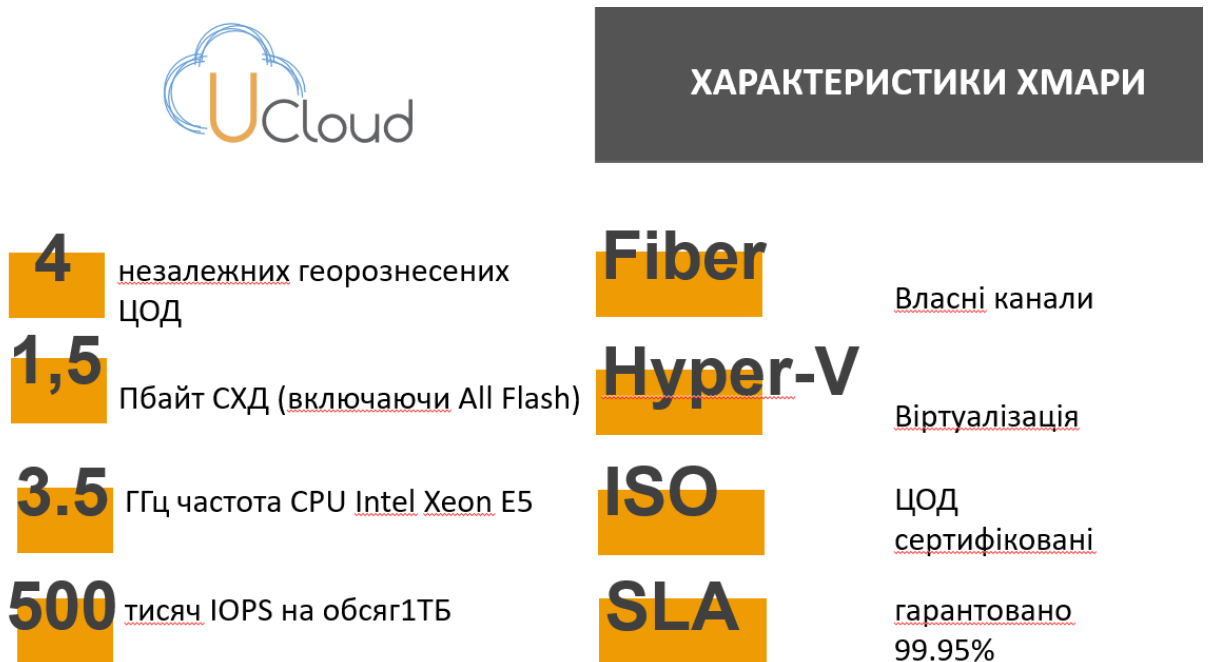 UCloud
ХАРАКТЕРИСТИКИ ХМАРИ
4
незалежних георознесених
ЦОД
1,5
Пбайт СХД (включаючи All Flash)
3.5
ГГц частота CPU Intel Xeon E5
500
тисяч IOPS на обсяг1ТБ
Fiber
Власні канали
Hyper-V
Віртуалізація
ISO
ЦОД
сертифіковані
SLA
гарантовано
99.95%